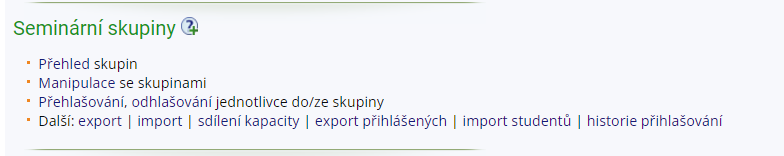 Seminární skupiny
Přehled skupin
Manipulace se skupinami
Přehlašování, odhlašování jednotlivce do/ze skupiny
Další: export | import | sdílení kapacity | export přihlášených | import studentů | historie přihlašování